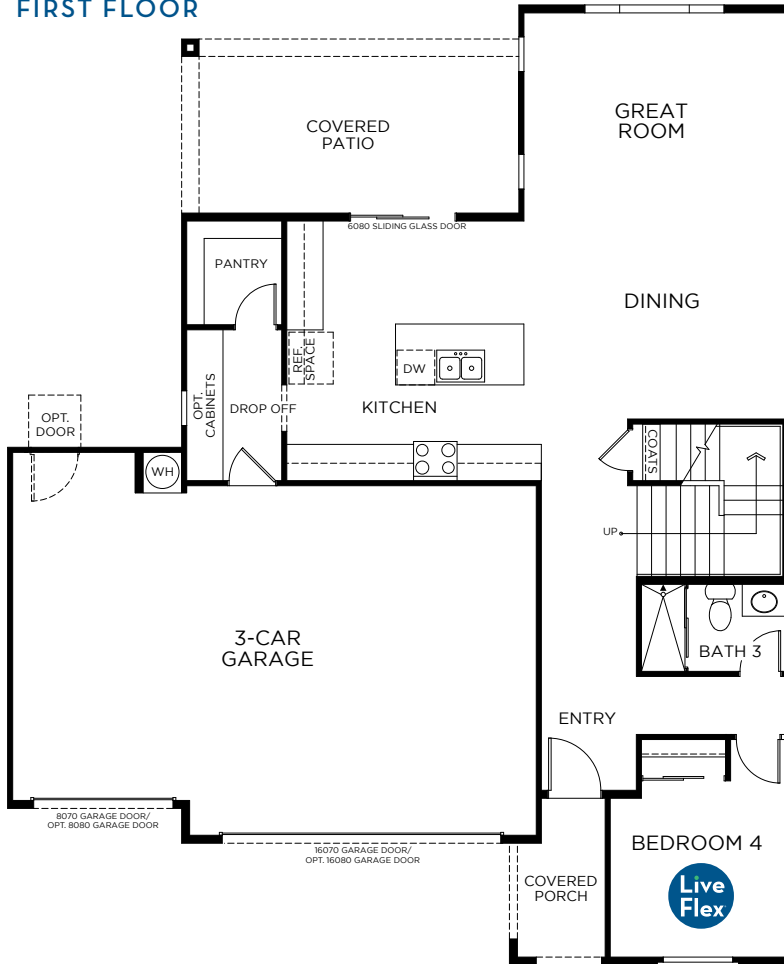 FIRST FLOOR
GREAT
ROOM
COVERED
PATIO
6080 SLIDING GLASS DOOR
PANTRY
DINING
REF.
SPACE
DW
OPT.
CABINETS
DROP OFF
KITCHEN
OPT.
DOOR
COATS
WH
UP
3-CAR
GARAGE
BATH 3
ENTRY
8070 GARAGE DOOR/
OPT. 8080 GARAGE DOOR
16070 GARAGE DOOR/
OPT. 16080 GARAGE DOOR
BEDROOM 4
COVERED
PORCH
Live
Flex